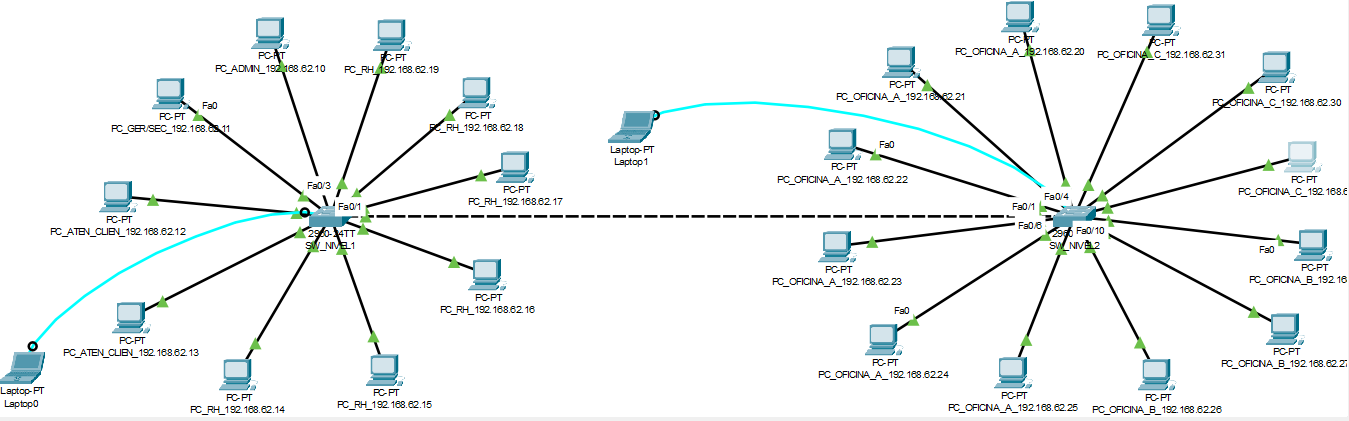 PC-PT
PC_ADMIN_192.168.62.10
PC-PT
PC_RH_192.168.62.19
Fa0
PC-PT
PC_GER/SEC_192.168.62.11
PC-PT
PC_RH_192.168.62.18
PC-PT
PC_RH_192.168.62.17
PC-PT
PC_ATEN_CLIEN_192.168.62.12
Fa0/3
Fa0/1
2960-24TT
SW_NIVEL1
PC-PT
PC_RH_192.168.62.16
PC-PT
PC_ATEN_CLIEN_192.168.62.13
PC-PT
PC_RH_192.168.62.14
PC-PT
PC_RH_192.168.62.15
Laptop-PT
Laptop0
Laptop-PT
Laptop1
PC-PT
PC_OFICINA_A_192.168.62.20
PC-PT
PC_OFICINA_C_192.168.62.31
PC-PT
PC_OFICINA_A_192.168.62.21
PC-PT
PC_OFICINA_C_192.168.62.30
Fa0
PC-PT
PC_OFICINA_A_192.168.62.22
PC-PT
PC_OFICINA_C_192.168.6
Fa0/4
Fa0/1
Fa0/10
SW_NIVEL2
PC-PT
PC_OFICINA_A_192.168.62.23
Fa0
PC-PT
PC_OFICINA_B_192.16
Fa0
PC-PT
PC_OFICINA_A_192.168.62.24
PC-PT
PC_OFICINA_B_192.168.62.27
PC-PT
PC_OFICINA_A_192.168.62.25
PC-PT
PC_OFICINA_B_192.168.62.26